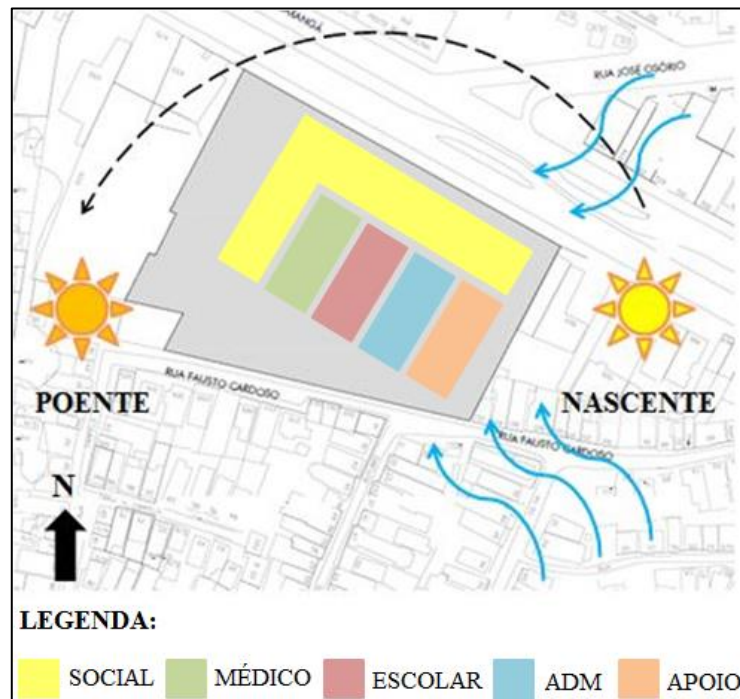 RUA JOSÉ OSÓRIO
RUA FAUSTO CARDOSO
POENTE
NASCENTE
RUA FAUSTO CARDOSO
N
LEGENDA:
SOCIAL
MÉDICO
ESCOLAR
ADM
APOIO